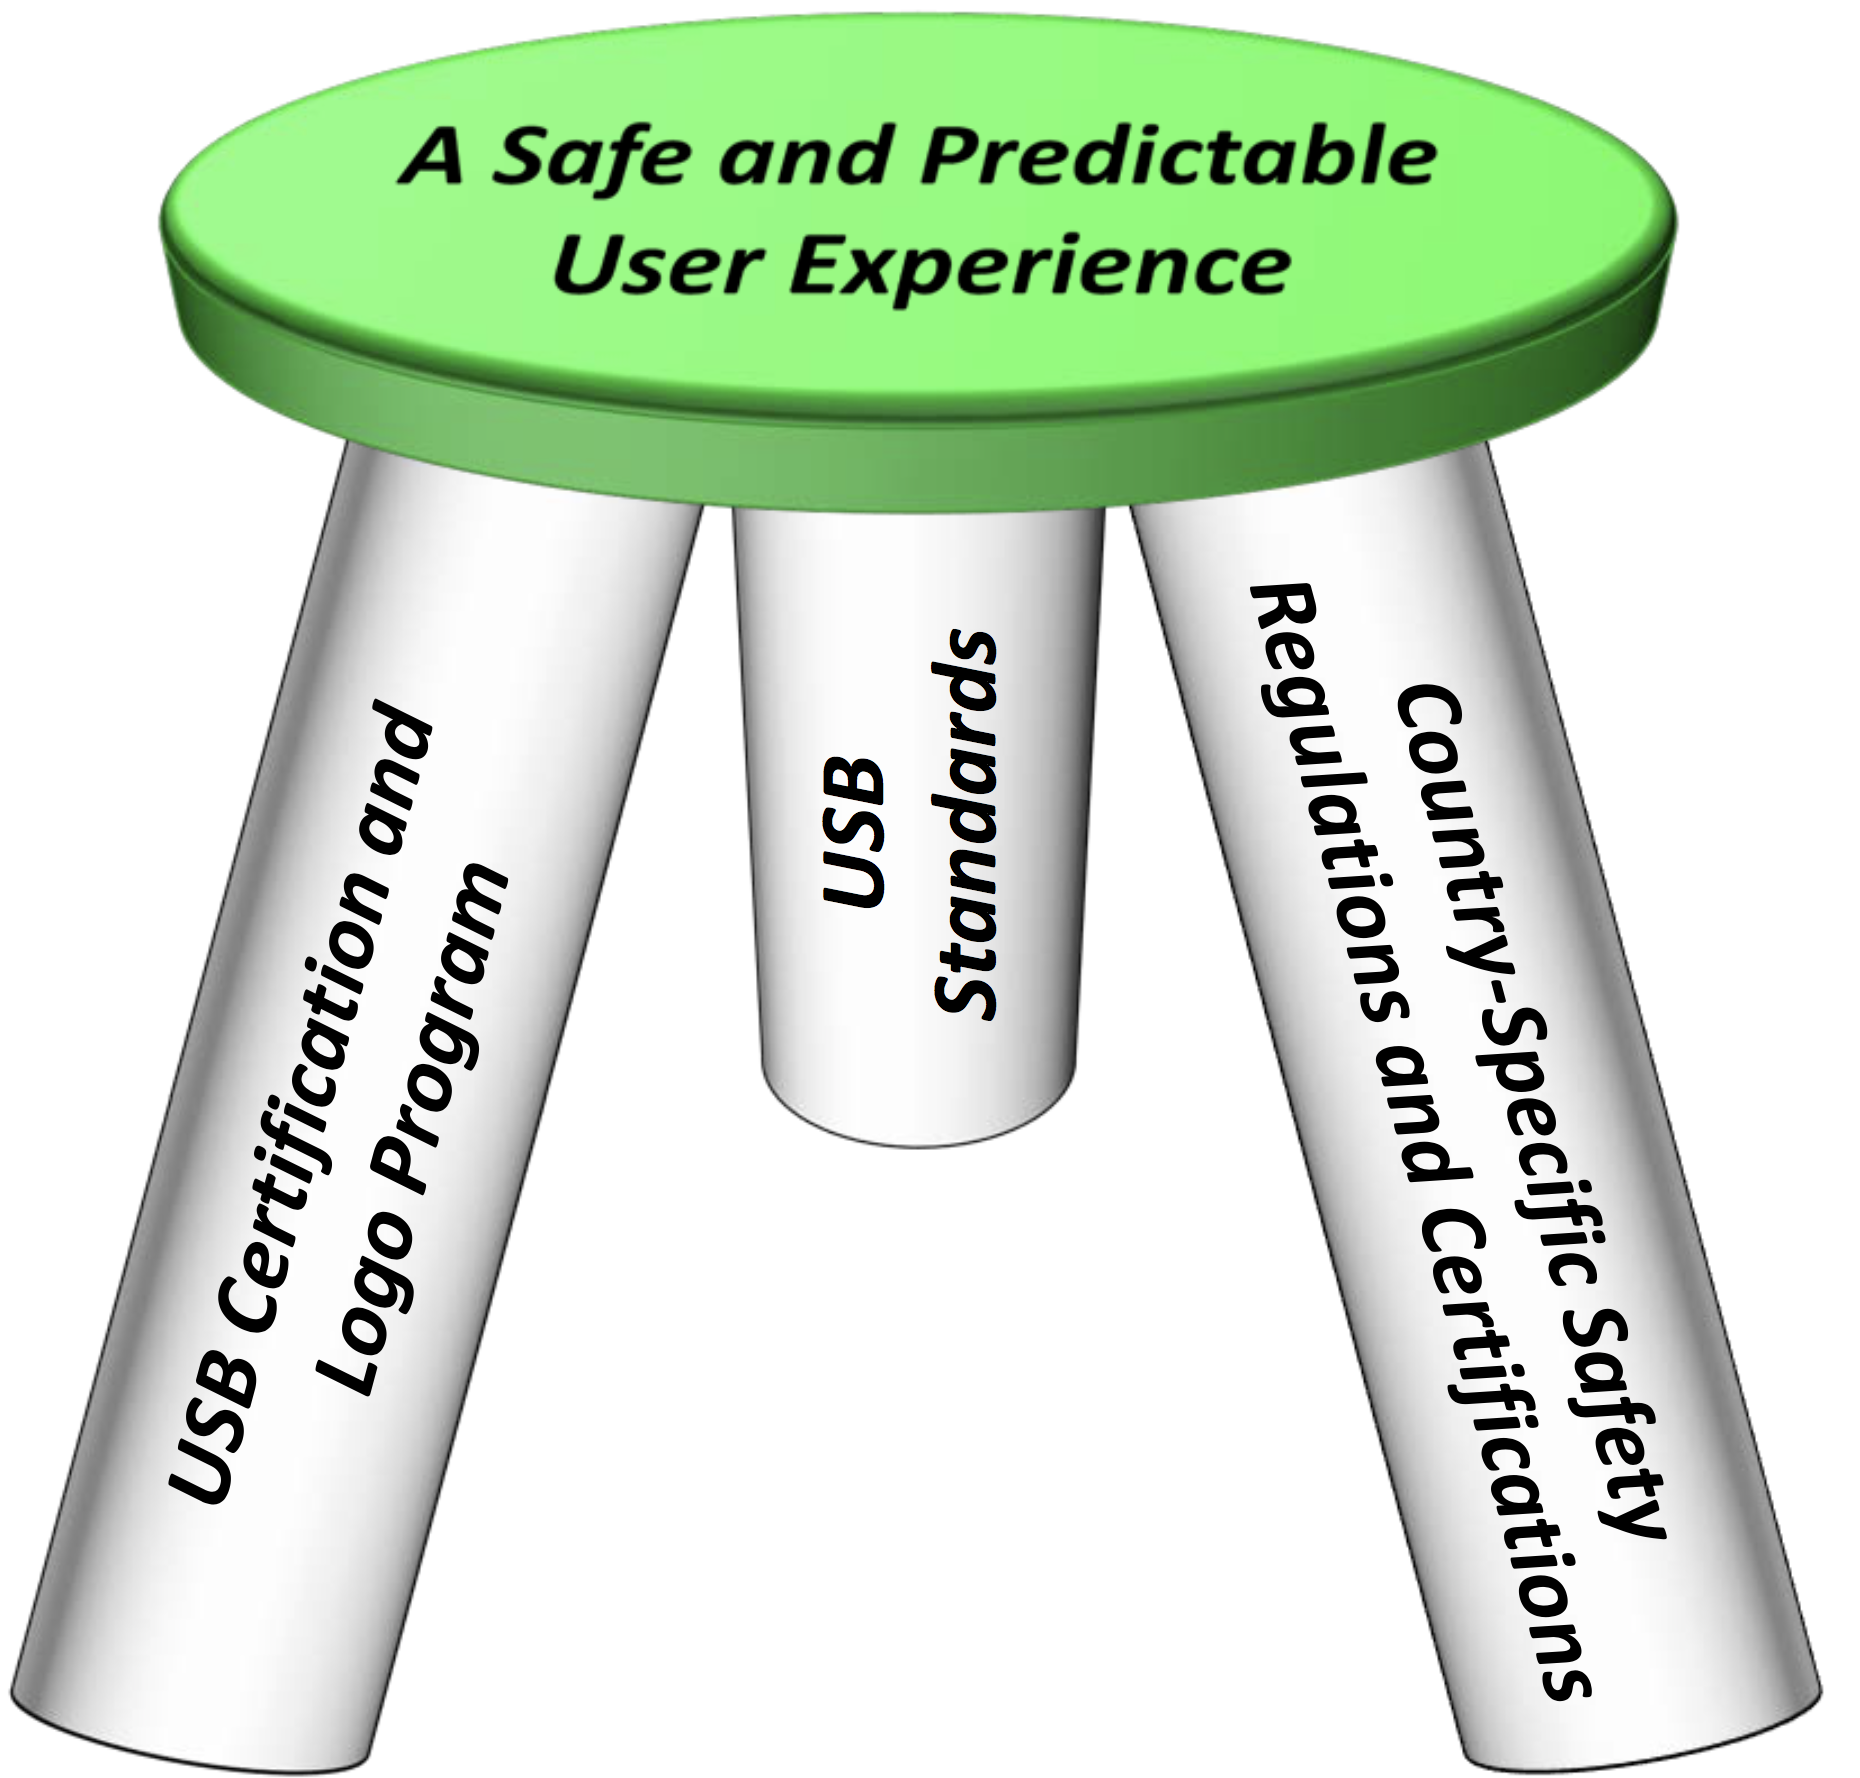 A Safe and Predictable
User Experience
USB Certification and
Logo Program
USB
Standards
Country-Specific Safety
Regulations and Certifications